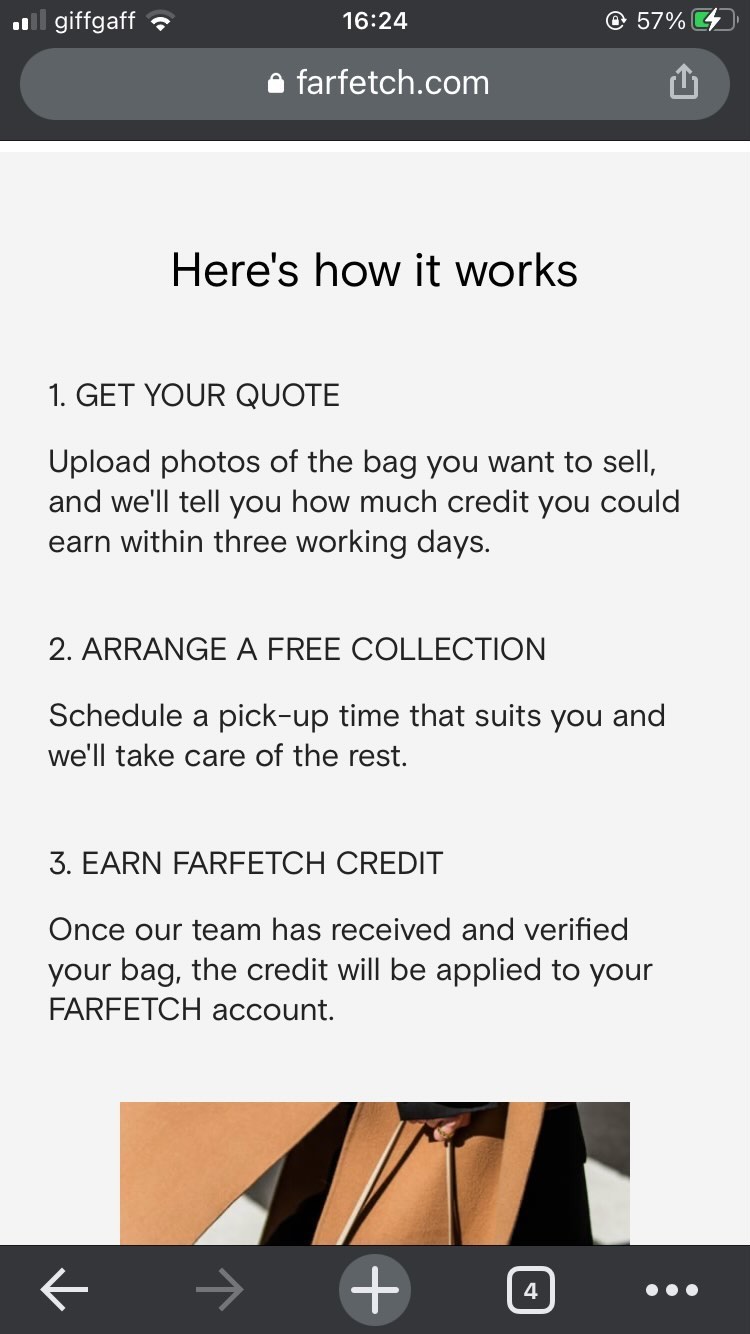 giffgaff 16:24 57%
farfetch.com
Here's how it works
1. GET YOUR QUOTE
Upload photos of the bag you want to sell,
and we'll tell you how much credit you could
earn within three working days.
2. ARRANGE A FREE COLLECTION
Schedule a pick-up time that suits you and
we'll take care of the rest.
3. EARN FARFETCH CREDIT
Once our team has received and verified
your bag, the credit will be applied to your
FARFETCH account.
4